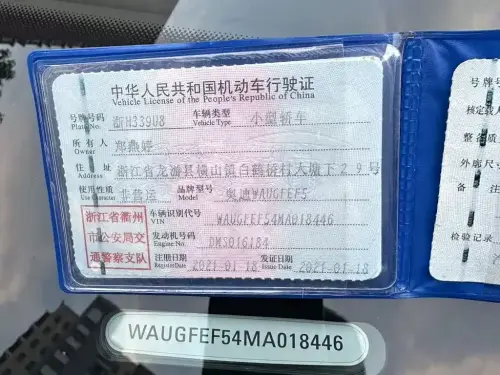 中华人民共和国机动车行驶证
Vehicle License of the People's Republic of China
号牌号码 浙H339U8 车辆类型 小型轿车
Plate No. Vehicle Type
所有人 郑燕婷
Owner
住址 浙江省龙游县横山镇白鹤桥村大殿下29号
Address
使用性质 非营运 品牌型号 奥迪WAUGFEF5
Use Character Model
浙江省衢州
市公安局交
通警察支队
车辆识别代号 WAUGFEF54MA018446
VIN
发动机号码 DMS016184
Engine No.
注册日期 2021-01-18 发证日期 2021-01-18
Register Date Issue Date
号牌
核定载
总质
外廓尺
备
检验记录
WAUGFEF54MA018446